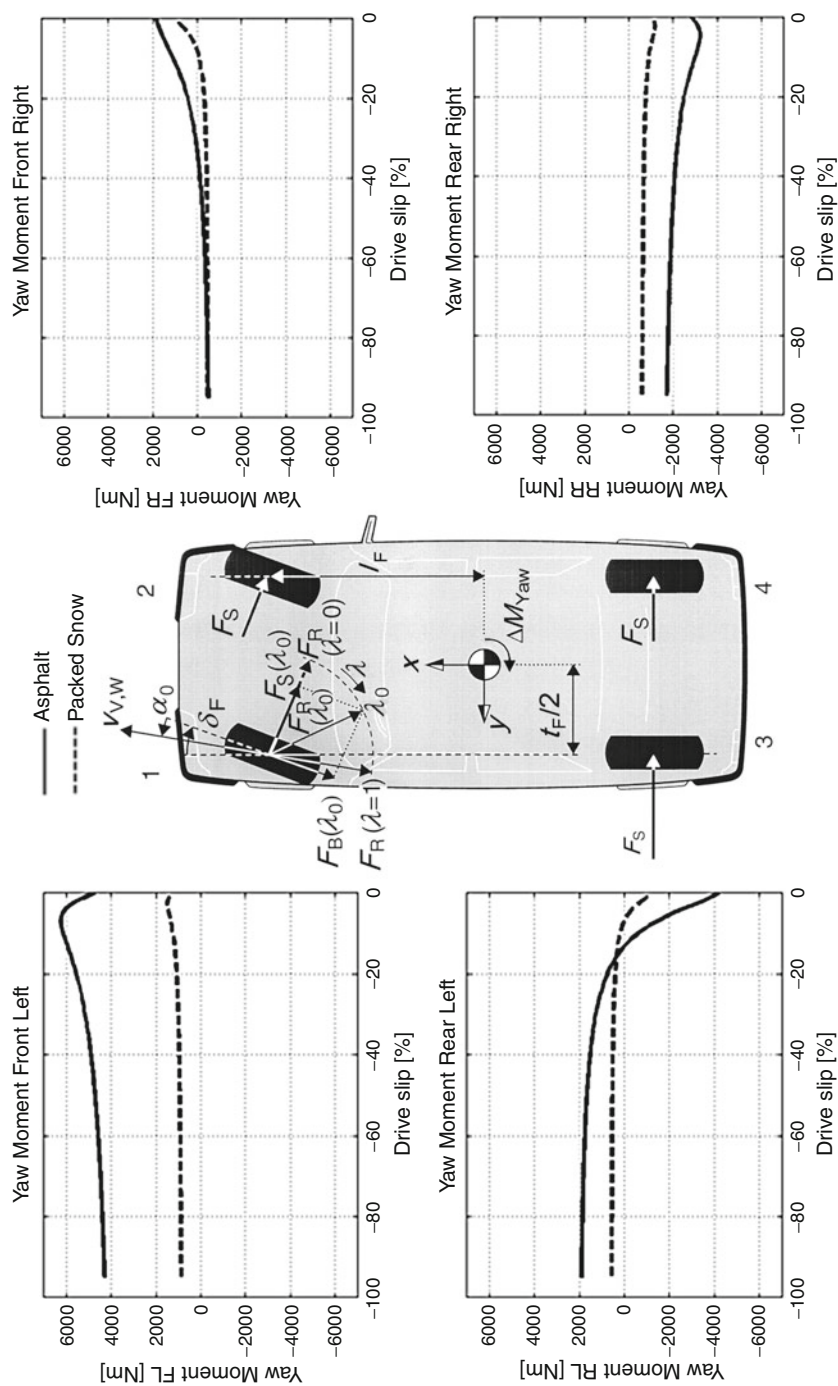 Asphalt
Packed Snow
Yaw Moment Front Left
Yaw Moment FL [Nm]
6000
4000
2000
0
−2000
−4000
−6000
−100
−80
−60
−40
−20
0
Drive slip [%]
Yaw Moment Front Right
Yaw Moment FR [Nm]
6000
4000
2000
0
−2000
−4000
−6000
−100
−80
−60
−40
−20
0
Drive slip [%]
1
2
3
4
v_V,W
α_0
δ_F
F_S
F_S(λ_0)
F_R(λ_0)
F_R
(λ=0)
λ
λ_0
F_B(λ_0)
F_R(λ=1)
l_F
x
y
ΔM_Yaw
t_F/2
F_S
F_S
Yaw Moment Rear Left
Yaw Moment RL [Nm]
6000
4000
2000
0
−2000
−4000
−6000
−100
−80
−60
−40
−20
0
Drive slip [%]
Yaw Moment Rear Right
Yaw Moment RR [Nm]
6000
4000
2000
0
−2000
−4000
−6000
−100
−80
−60
−40
−20
0
Drive slip [%]